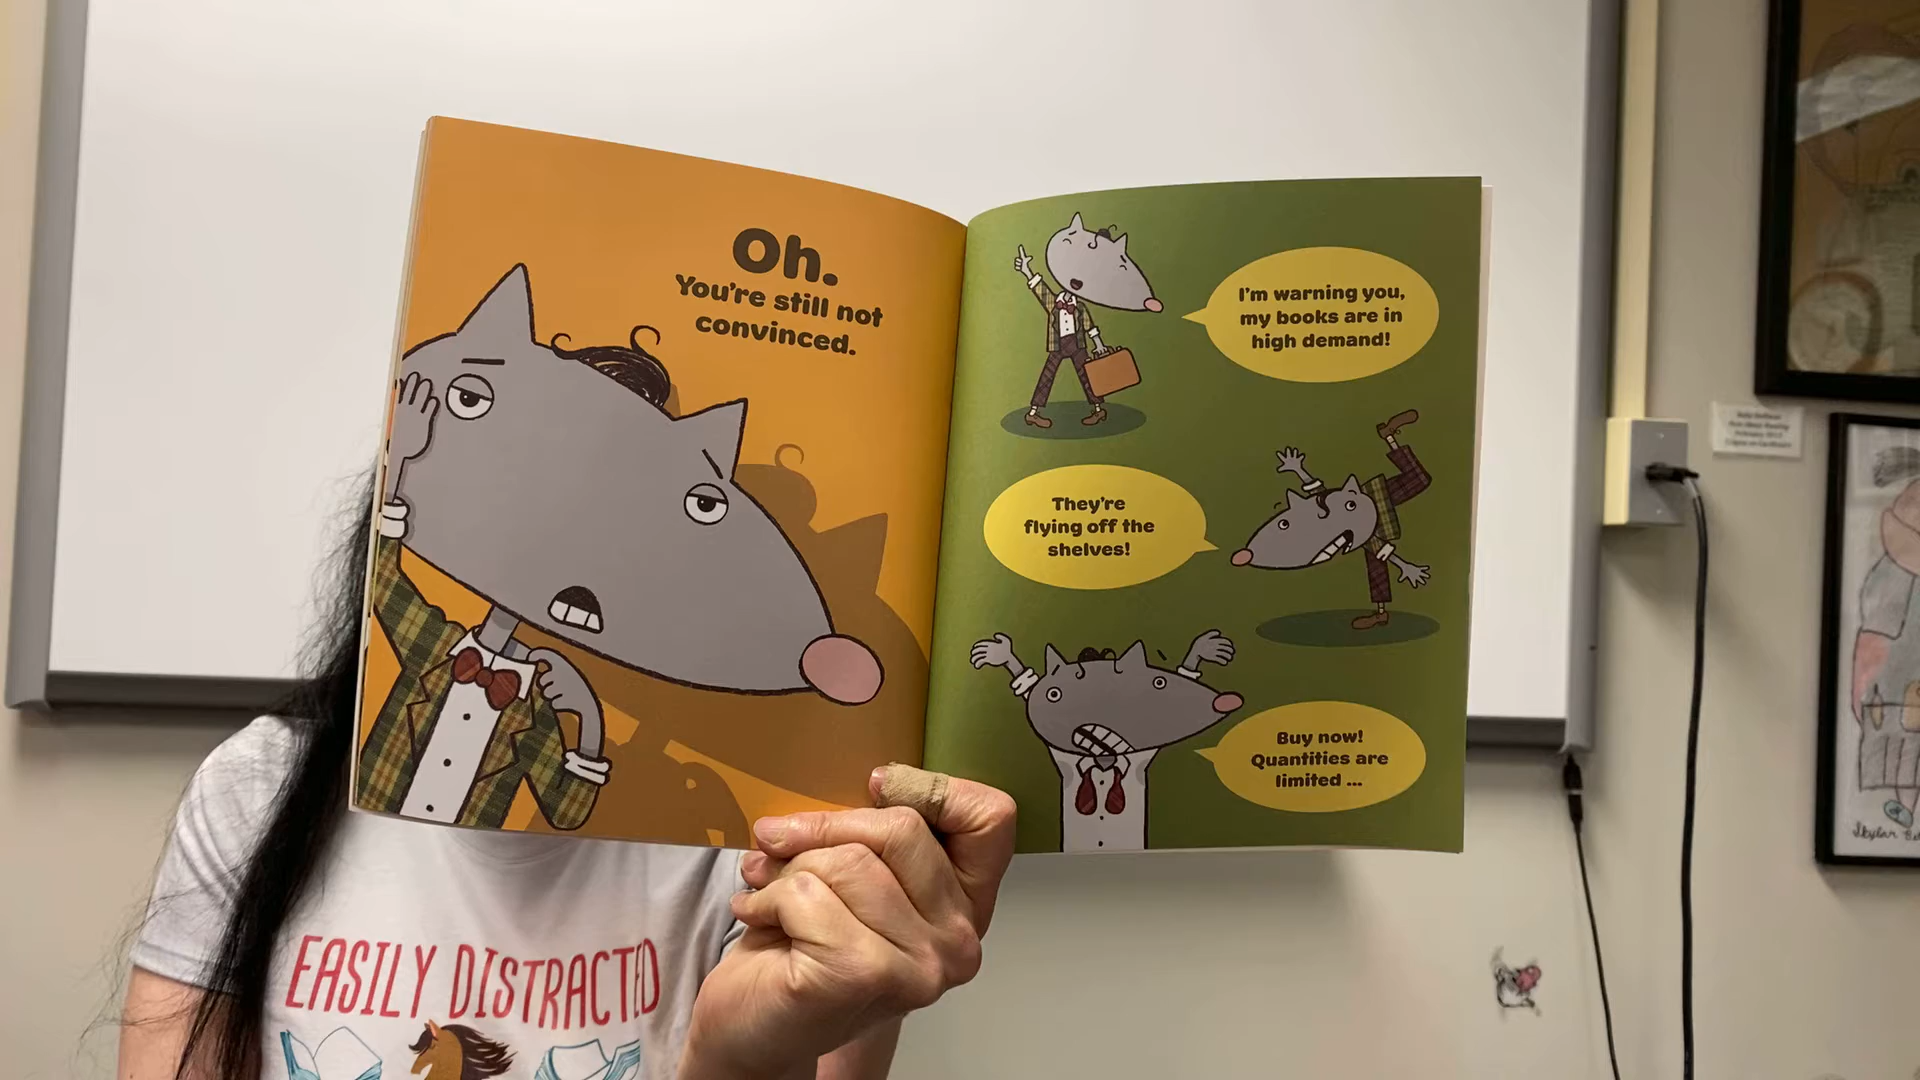 Oh.
You're still not
convinced.
I'm warning you,
my books are in
high demand!
They're
flying off the
shelves!
Buy now!
Quantities are
limited ...
EASILY DISTRACTED